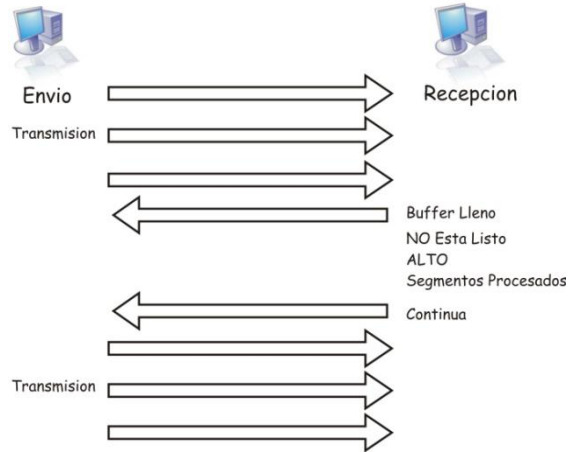 Envio
Recepcion
Transmision
Buffer Lleno
NO Esta Listo
ALTO
Segmentos Procesados
Continua
Transmision